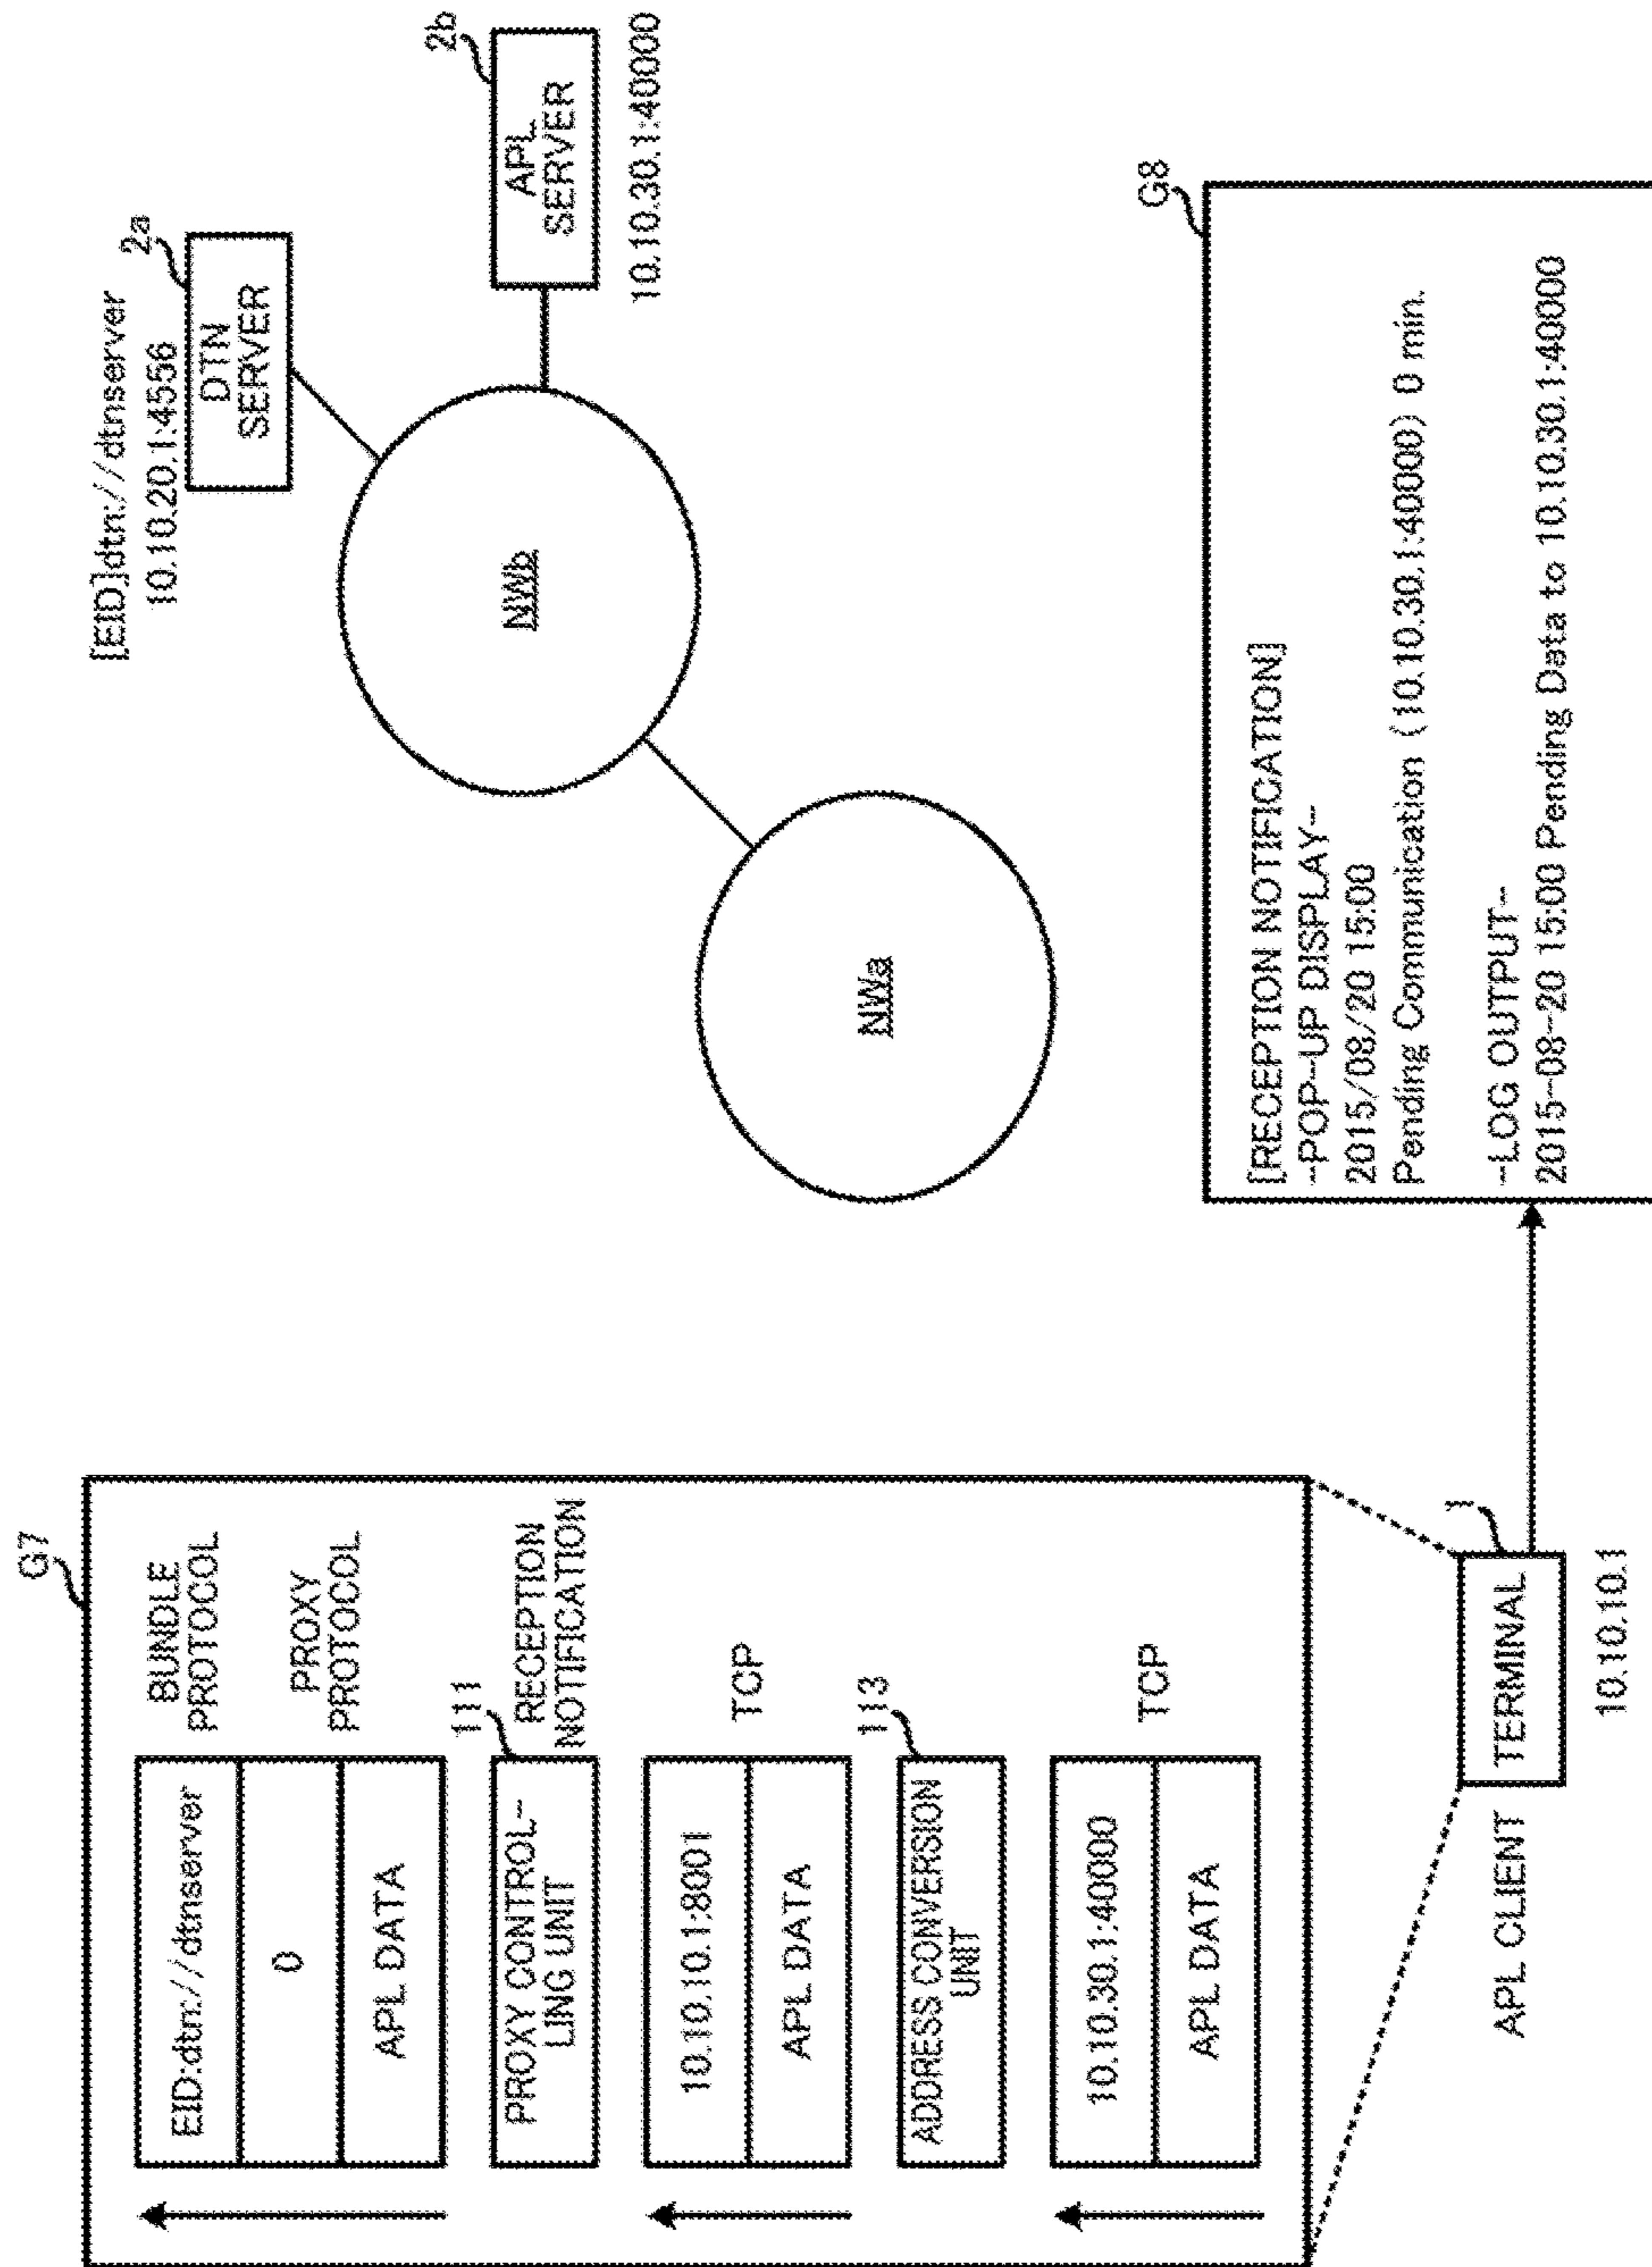 G7
EID:dtn://dtnserver
BUNDLE
PROTOCOL
0
PROXY
PROTOCOL
APL DATA
111
PROXY CONTROL-
LING UNIT
RECEPTION
NOTIFICATION
10.10.10.1:8001
TCP
APL DATA
113
ADDRESS CONVERSION
UNIT
10.10.30.1:40000
TCP
APL DATA
APL CLIENT
TERMINAL
1
10.10.10.1
[EID]dtn://dtnserver
10.10.20.1:4556
2a
DTN
SERVER
2b
APL
SERVER
10.10.30.1:40000
NWb
NWa
G8
[RECEPTION NOTIFICATION]
-POP-UP DISPLAY-
2015/08/20 15:00
Pending Communication (10.10.30.1:40000) 0 min.
-LOG OUTPUT-
2015-08-20 15:00 Pending Data to 10.10.30.1:40000